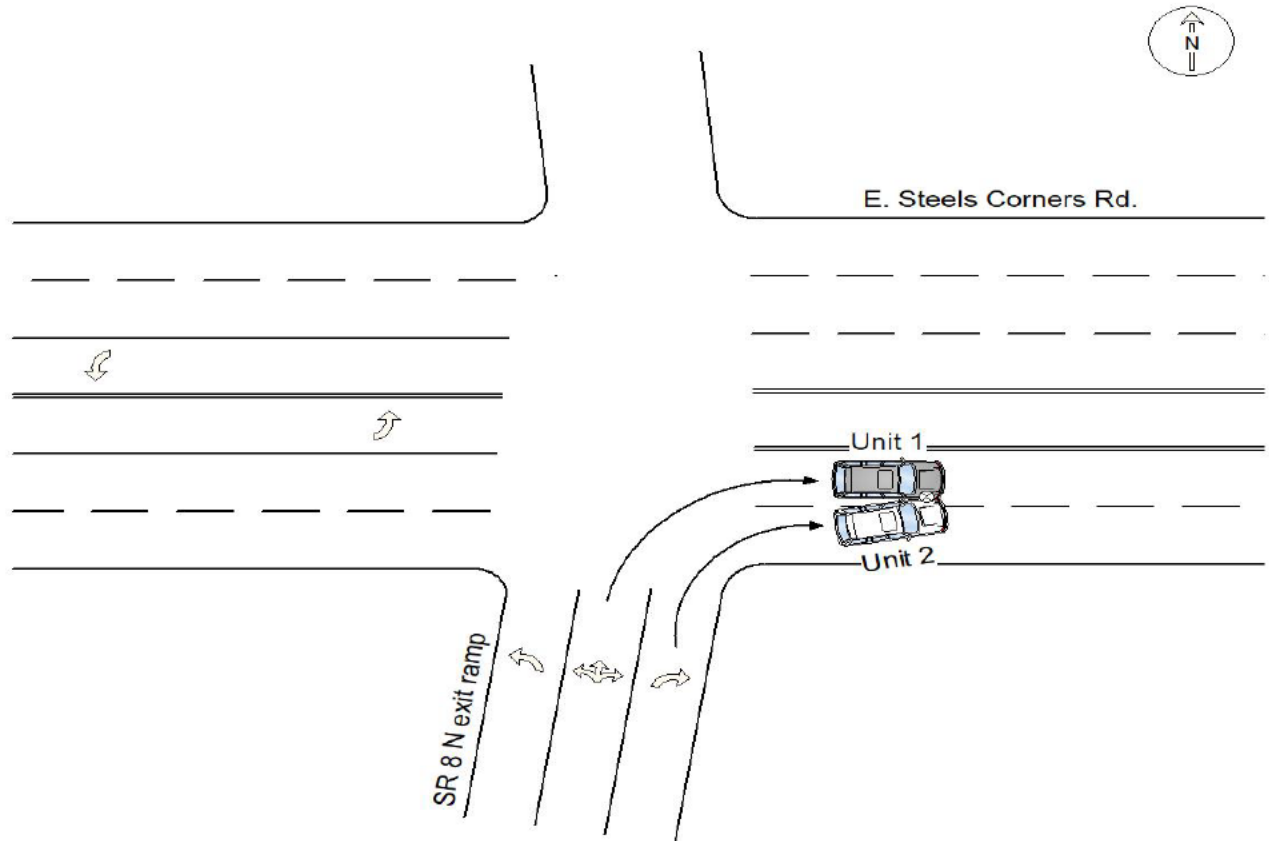 N
E. Steels Corners Rd.
Unit 1
Unit 2
SR 8 N exit ramp